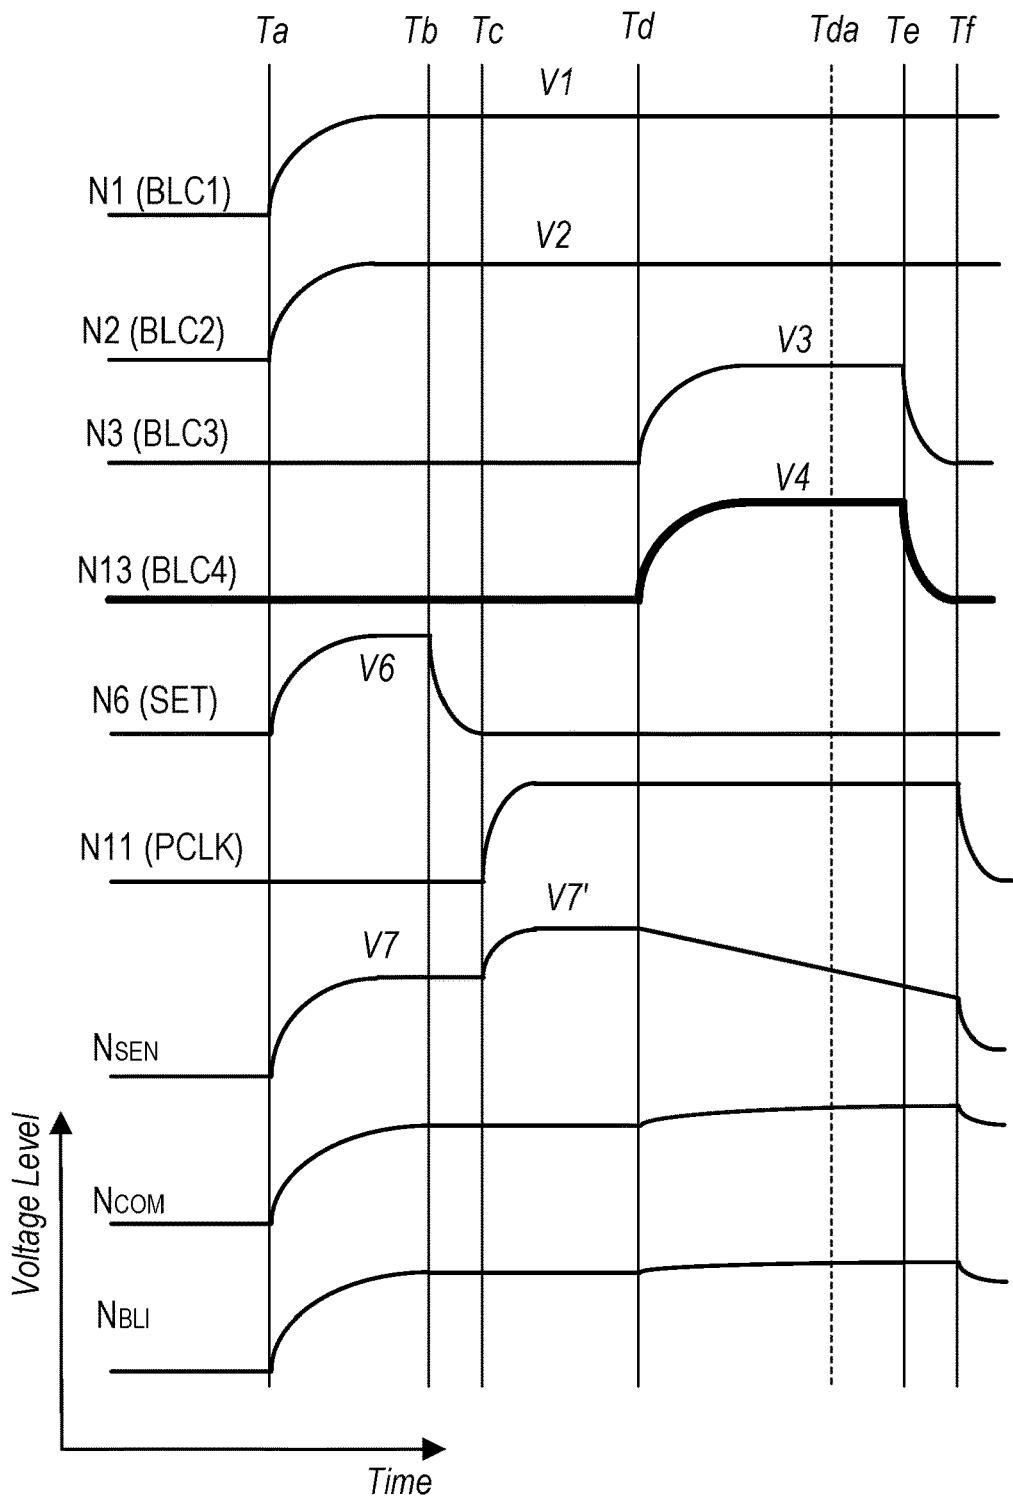 Ta Tb Tc Td Tda Te Tf
V1
N1 (BLC1)
V2
N2 (BLC2)
V3
N3 (BLC3)
V4
N13 (BLC4)
V6
N6 (SET)
N11 (PCLK)
V7'
V7
NSEN
NCOM
NBLI
Voltage Level
Time